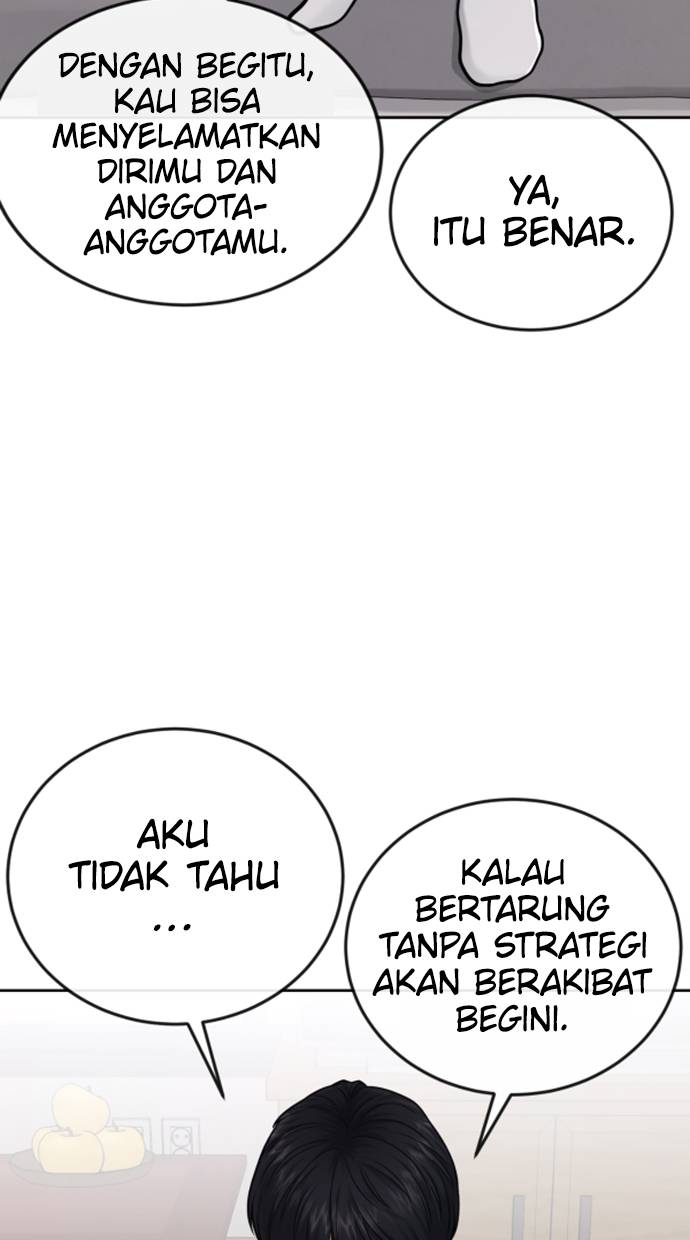 DENGAN BEGITU,
KAU BISA
MENYELAMATKAN
DIRIMU DAN
ANGGOTA-
ANGGOTAMU.
YA,
ITU BENAR.
AKU
TIDAK TAHU
...
KALAU
BERTARUNG
TANPA STRATEGI
AKAN BERAKIBAT
BEGINI.